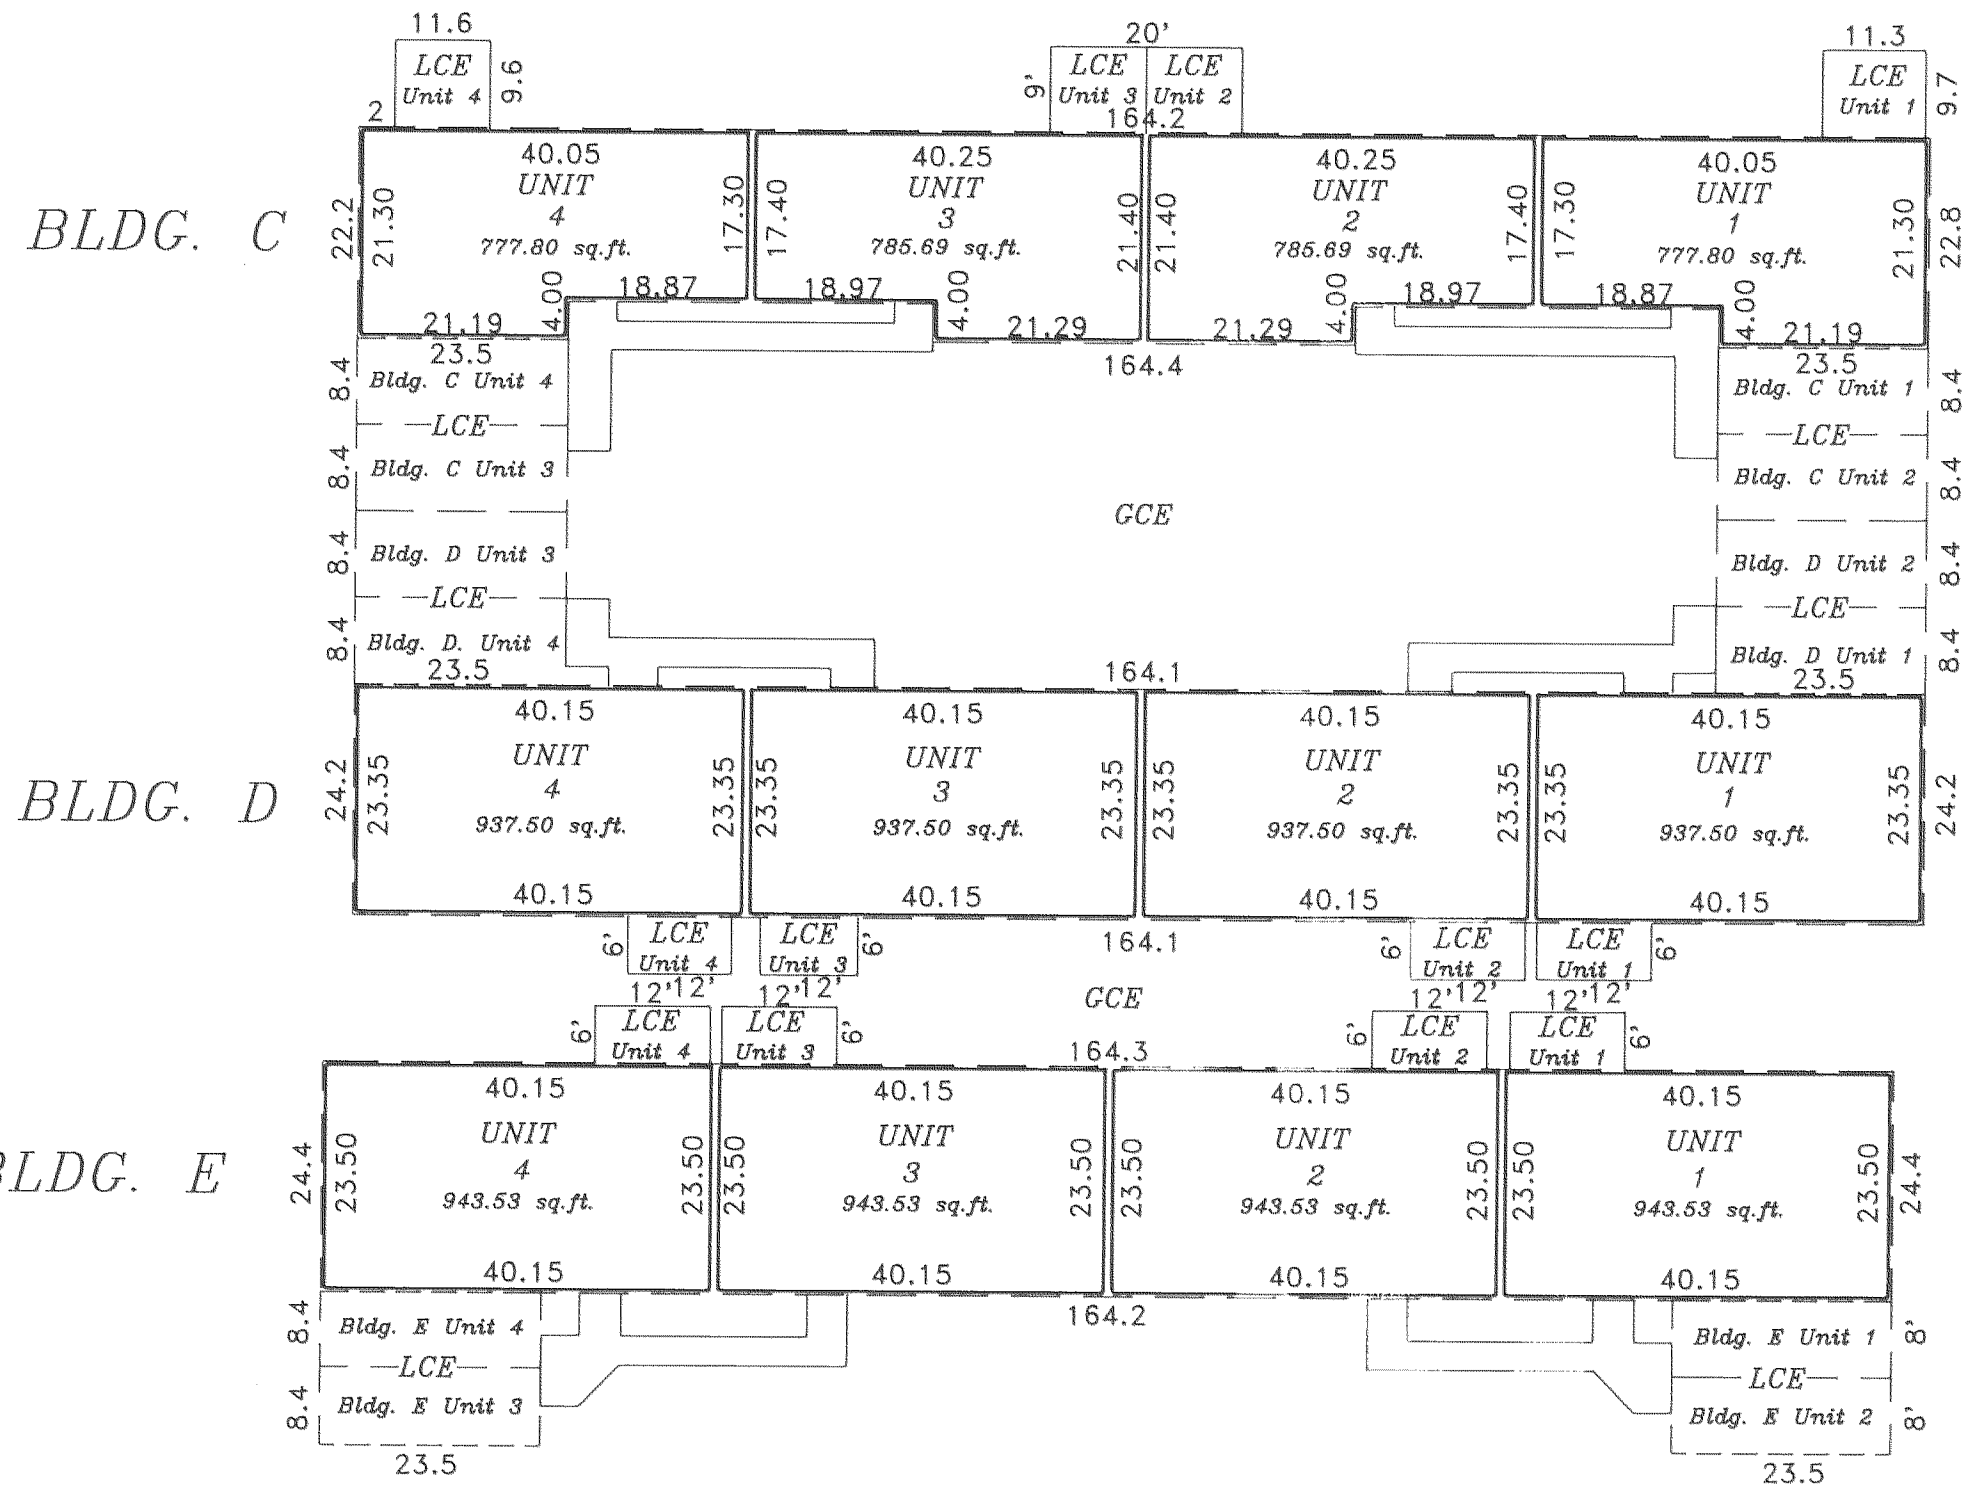 11.6
20'
11.3
LCE
Unit 4
9.6
9'
LCE
Unit 3
LCE
Unit 2
LCE
Unit 1
9.7
2
164.2
BLDG. C
22.2
21.30
40.05
UNIT
4
777.80 sq.ft.
17.30
17.40
40.25
UNIT
3
785.69 sq.ft.
21.40
21.40
40.25
UNIT
2
785.69 sq.ft.
17.40
17.30
40.05
UNIT
1
777.80 sq.ft.
21.30
22.8
21.19
4.00
18.87
18.97
4.00
21.29
21.29
4.00
18.97
18.87
4.00
21.19
23.5
164.4
23.5
8.4
Bldg. C Unit 4
Bldg. C Unit 1
8.4
LCE
LCE
8.4
Bldg. C Unit 3
Bldg. C Unit 2
8.4
GCE
8.4
Bldg. D Unit 3
Bldg. D Unit 2
8.4
LCE
LCE
8.4
Bldg. D. Unit 4
Bldg. D Unit 1
8.4
23.5
164.1
23.5
BLDG. D
24.2
23.35
40.15
UNIT
4
937.50 sq.ft.
40.15
23.35
23.35
40.15
UNIT
3
937.50 sq.ft.
40.15
23.35
23.35
40.15
UNIT
2
937.50 sq.ft.
40.15
23.35
23.35
40.15
UNIT
1
937.50 sq.ft.
40.15
23.35
24.2
6'
LCE
Unit 4
LCE
Unit 3
6'
164.1
6'
LCE
Unit 2
LCE
Unit 1
6'
12'
12'
12'
12'
GCE
12'
12'
12'
12'
6'
LCE
Unit 4
LCE
Unit 3
6'
164.3
6'
LCE
Unit 2
LCE
Unit 1
6'
BLDG. E
24.4
23.50
40.15
UNIT
4
943.53 sq.ft.
40.15
23.50
23.50
40.15
UNIT
3
943.53 sq.ft.
40.15
23.50
23.50
40.15
UNIT
2
943.53 sq.ft.
40.15
23.50
23.50
40.15
UNIT
1
943.53 sq.ft.
40.15
23.50
24.4
164.2
8.4
Bldg. E Unit 4
Bldg. E Unit 1
8'
LCE
LCE
8.4
Bldg. E Unit 3
Bldg. E Unit 2
8'
23.5
23.5